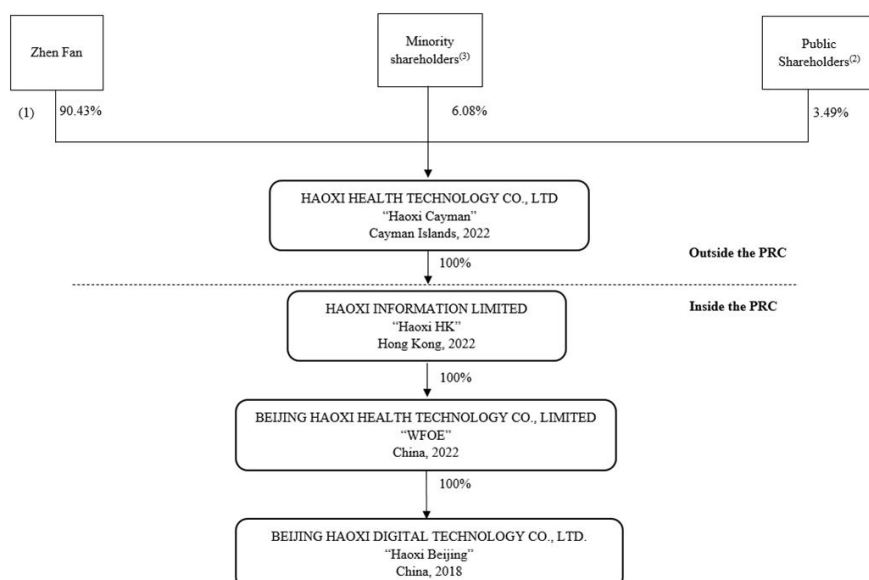 Zhen Fan
Minority
shareholders(3)
Public
Shareholders(2)
(1)
90.43%
6.08%
3.49%
HAOXI HEALTH TECHNOLOGY CO., LTD
“Haoxi Cayman”
Cayman Islands, 2022
Outside the PRC
100%
Inside the PRC
HAOXI INFORMATION LIMITED
“Haoxi HK”
Hong Kong, 2022
100%
BEIJING HAOXI HEALTH TECHNOLOGY CO., LIMITED
“WFOE”
China, 2022
100%
BEIJING HAOXI DIGITAL TECHNOLOGY CO., LTD.
“Haoxi Beijing”
China, 2018